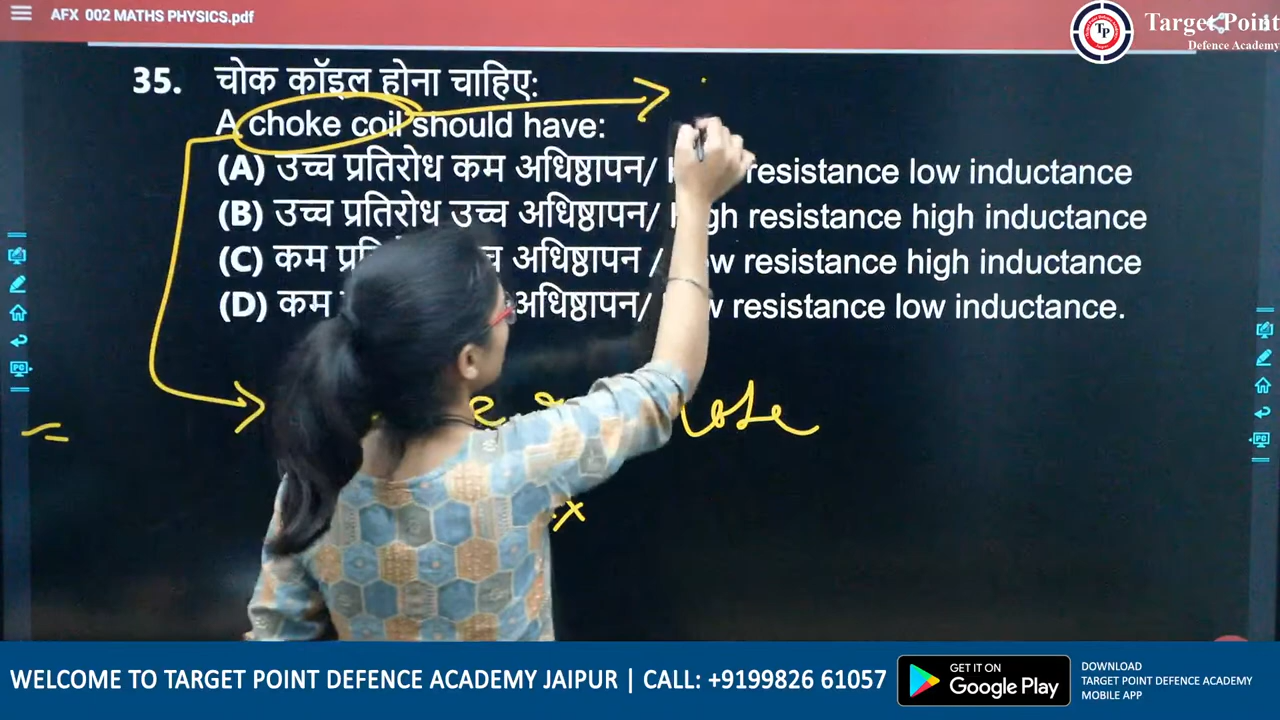 AFX 002 MATHS PHYSICS.pdf
TP
Target Point
Defence Academy
35. चोक कॉइल होना चाहिए:
A choke coil should have:
(A) उच्च प्रतिरोध कम अधिष्ठापन/ resistance low inductance
(B) उच्च प्रतिरोध उच्च अधिष्ठापन/ High resistance high inductance
(C) कम अधिष्ठापन / resistance high inductance
(D) कम अधिष्ठापन/ resistance low inductance.
WELCOME TO TARGET POINT DEFENCE ACADEMY JAIPUR | CALL: +9199826 61057
GET IT ON
Google Play
DOWNLOAD
TARGET POINT DEFENCE ACADEMY
MOBILE APP